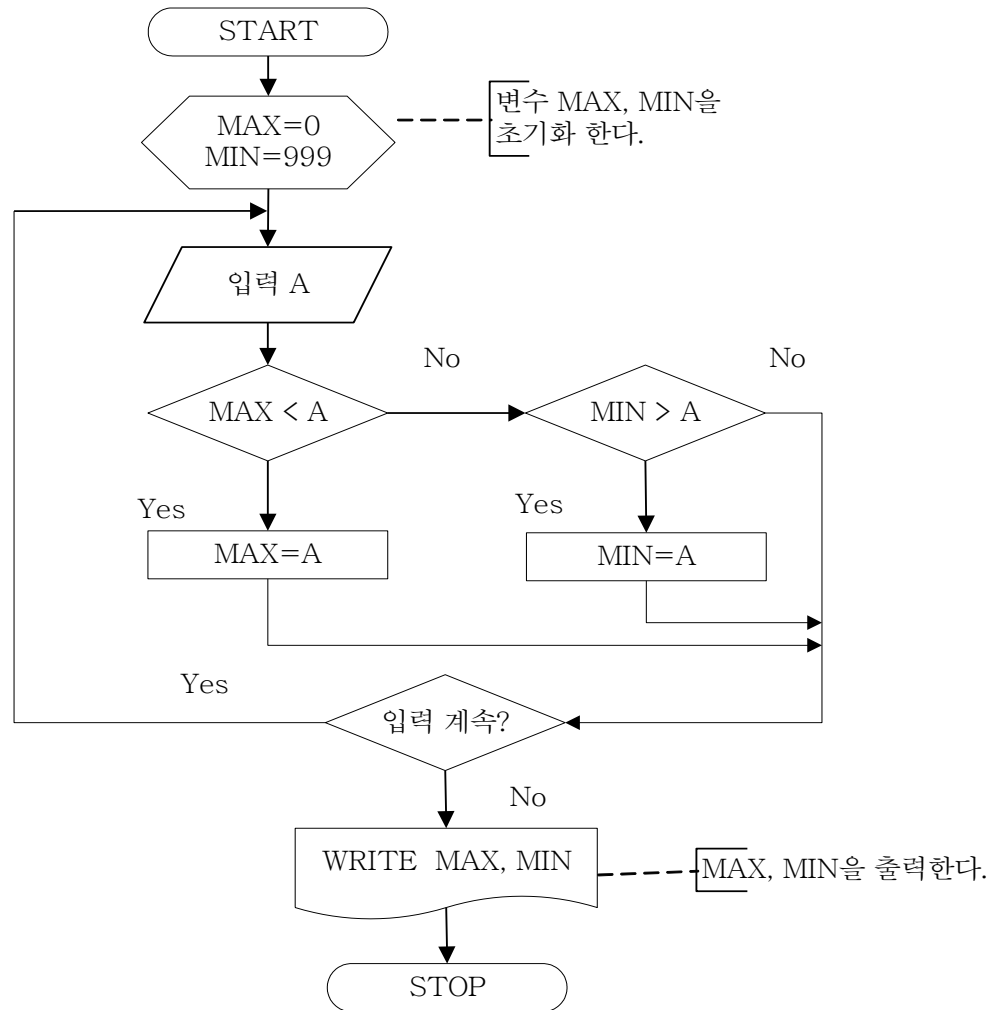 START
MAX=0
MIN=999
변수 MAX, MIN을
초기화 한다.
입력 A
No
No
MAX < A
MIN > A
Yes
Yes
MAX=A
MIN=A
Yes
입력 계속?
No
WRITE MAX, MIN
MAX, MIN을 출력한다.
STOP